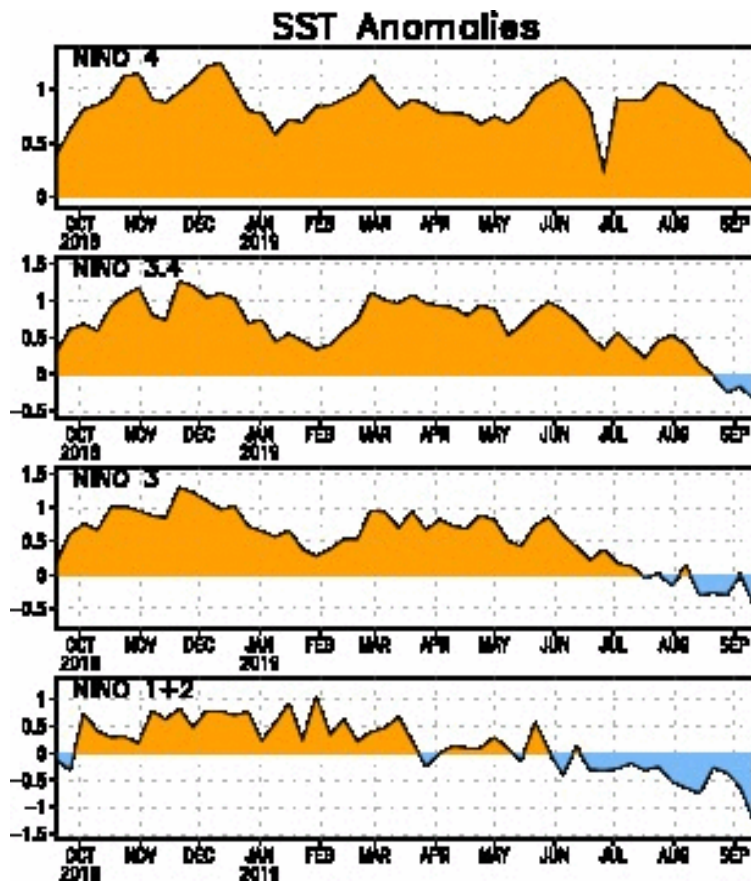 SST Anomalies
NINO 4
1
0.5
0
OCT NOV DEC JAN FEB MAR APR MAY JUN JUL AUG SEP
2018 2019
NINO 3.4
1.5
1
0.5
0
-0.5
OCT NOV DEC JAN FEB MAR APR MAY JUN JUL AUG SEP
2018 2019
NINO 3
1.5
1
0.5
0
-0.5
OCT NOV DEC JAN FEB MAR APR MAY JUN JUL AUG SEP
2018 2019
NINO 1+2
1
0.5
0
-0.5
-1
-1.5
OCT NOV DEC JAN FEB MAR APR MAY JUN JUL AUG SEP
2018 2019